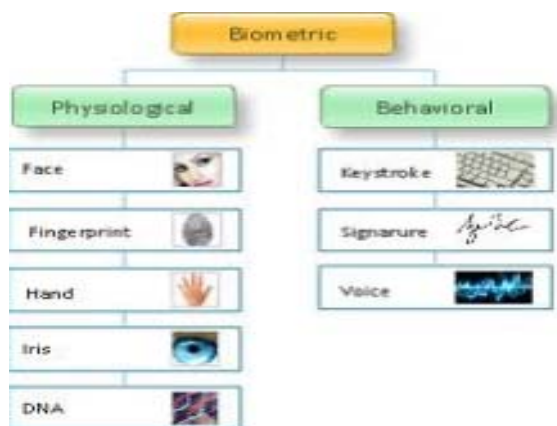 Biometric
Physiological
Behavioral
Face
Keystroke
Fingerprint
Signarure
Hand
Voice
Iris
DNA